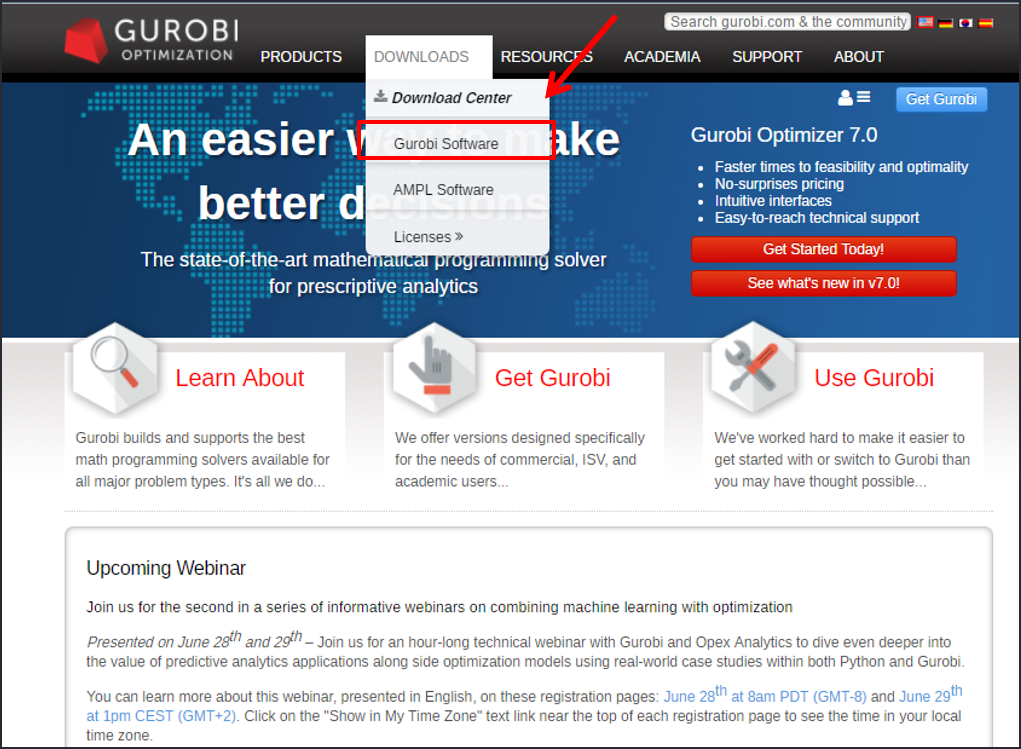 GUROBI
OPTIMIZATION
Search gurobi.com & the community
PRODUCTS DOWNLOADS RESOURCES ACADEMIA SUPPORT ABOUT
Download Center
Gurobi Software
AMPL Software
Licenses »
Get Gurobi
An easier way to make
better decisions
The state-of-the-art mathematical programming solver
for prescriptive analytics
Gurobi Optimizer 7.0
Faster times to feasibility and optimality
No-surprises pricing
Intuitive interfaces
Easy-to-reach technical support
Get Started Today!
See what's new in v7.0!
Learn About
Gurobi builds and supports the best
math programming solvers available for
all major problem types. It's all we do...
Get Gurobi
We offer versions designed specifically
for the needs of commercial, ISV, and
academic users...
Use Gurobi
We've worked hard to make it easier to
get started with or switch to Gurobi than
you may have thought possible...
Upcoming Webinar
Join us for the second in a series of informative webinars on combining machine learning with optimization
Presented on June 28th and 29th – Join us for an hour-long technical webinar with Gurobi and Opex Analytics to dive even deeper into
the value of predictive analytics applications along side optimization models using real-world case studies within both Python and Gurobi.
You can learn more about this webinar, presented in English, on these registration pages: June 28th at 8am PDT (GMT-8) and June 29th
at 1pm CEST (GMT+2). Click on the "Show in My Time Zone" text link near the top of each registration page to see the time in your local
time zone.